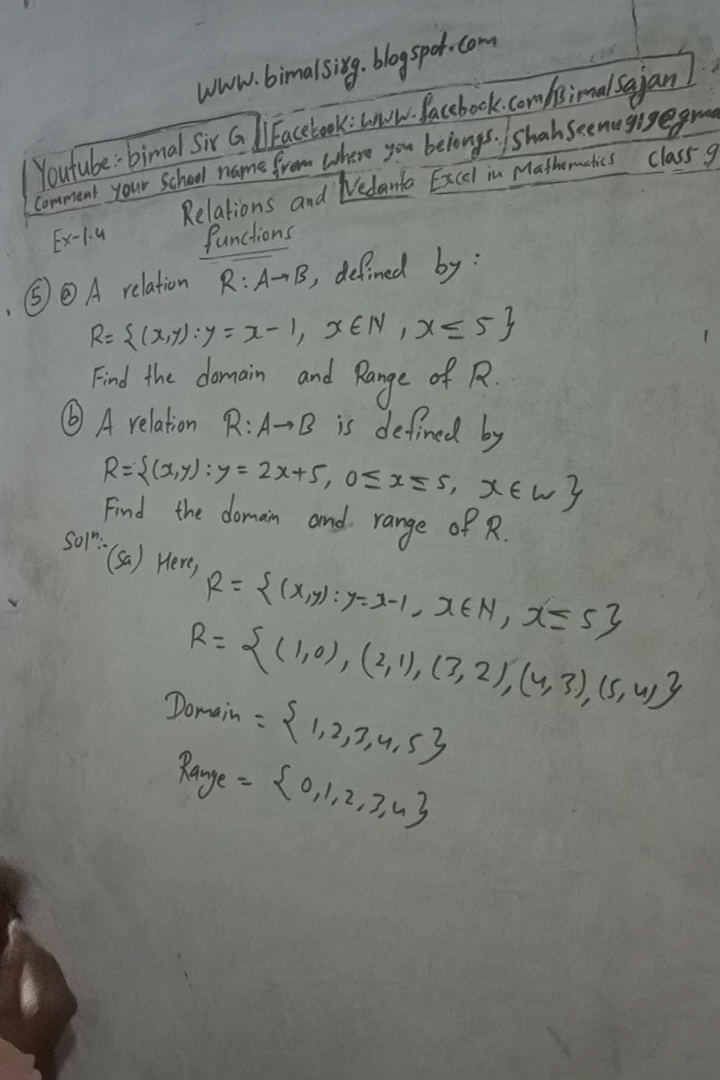 www.bimalsirg.blogspot.com
Youtube:- bimal Sir G || Facebook: www.facebook.com/Bimalsajan
Comment your School name from where you belongs. / Shahseenu919@gma
Relations and Vedanta Excel in Mathematics Class 9
Ex-1.4 functions
⑤ ⓐ A relation R: A→B, defined by :
R= {(x,y) : y = x-1, x∈N, x≤5}
Find the domain and Range of R.
ⓑ A relation R: A→B is defined by
R={(x,y) : y = 2x+5, 0≤x≤5, x∈w}
Find the domain and range of R.
Solⁿ:-
(5a) Here,
R = {(x,y) : y=x-1, x∈N, x≤5}
R= {(1,0), (2,1), (3,2), (4,3), (5,4)}
Domain = {1,2,3,4,5}
Range = {0,1,2,3,4}